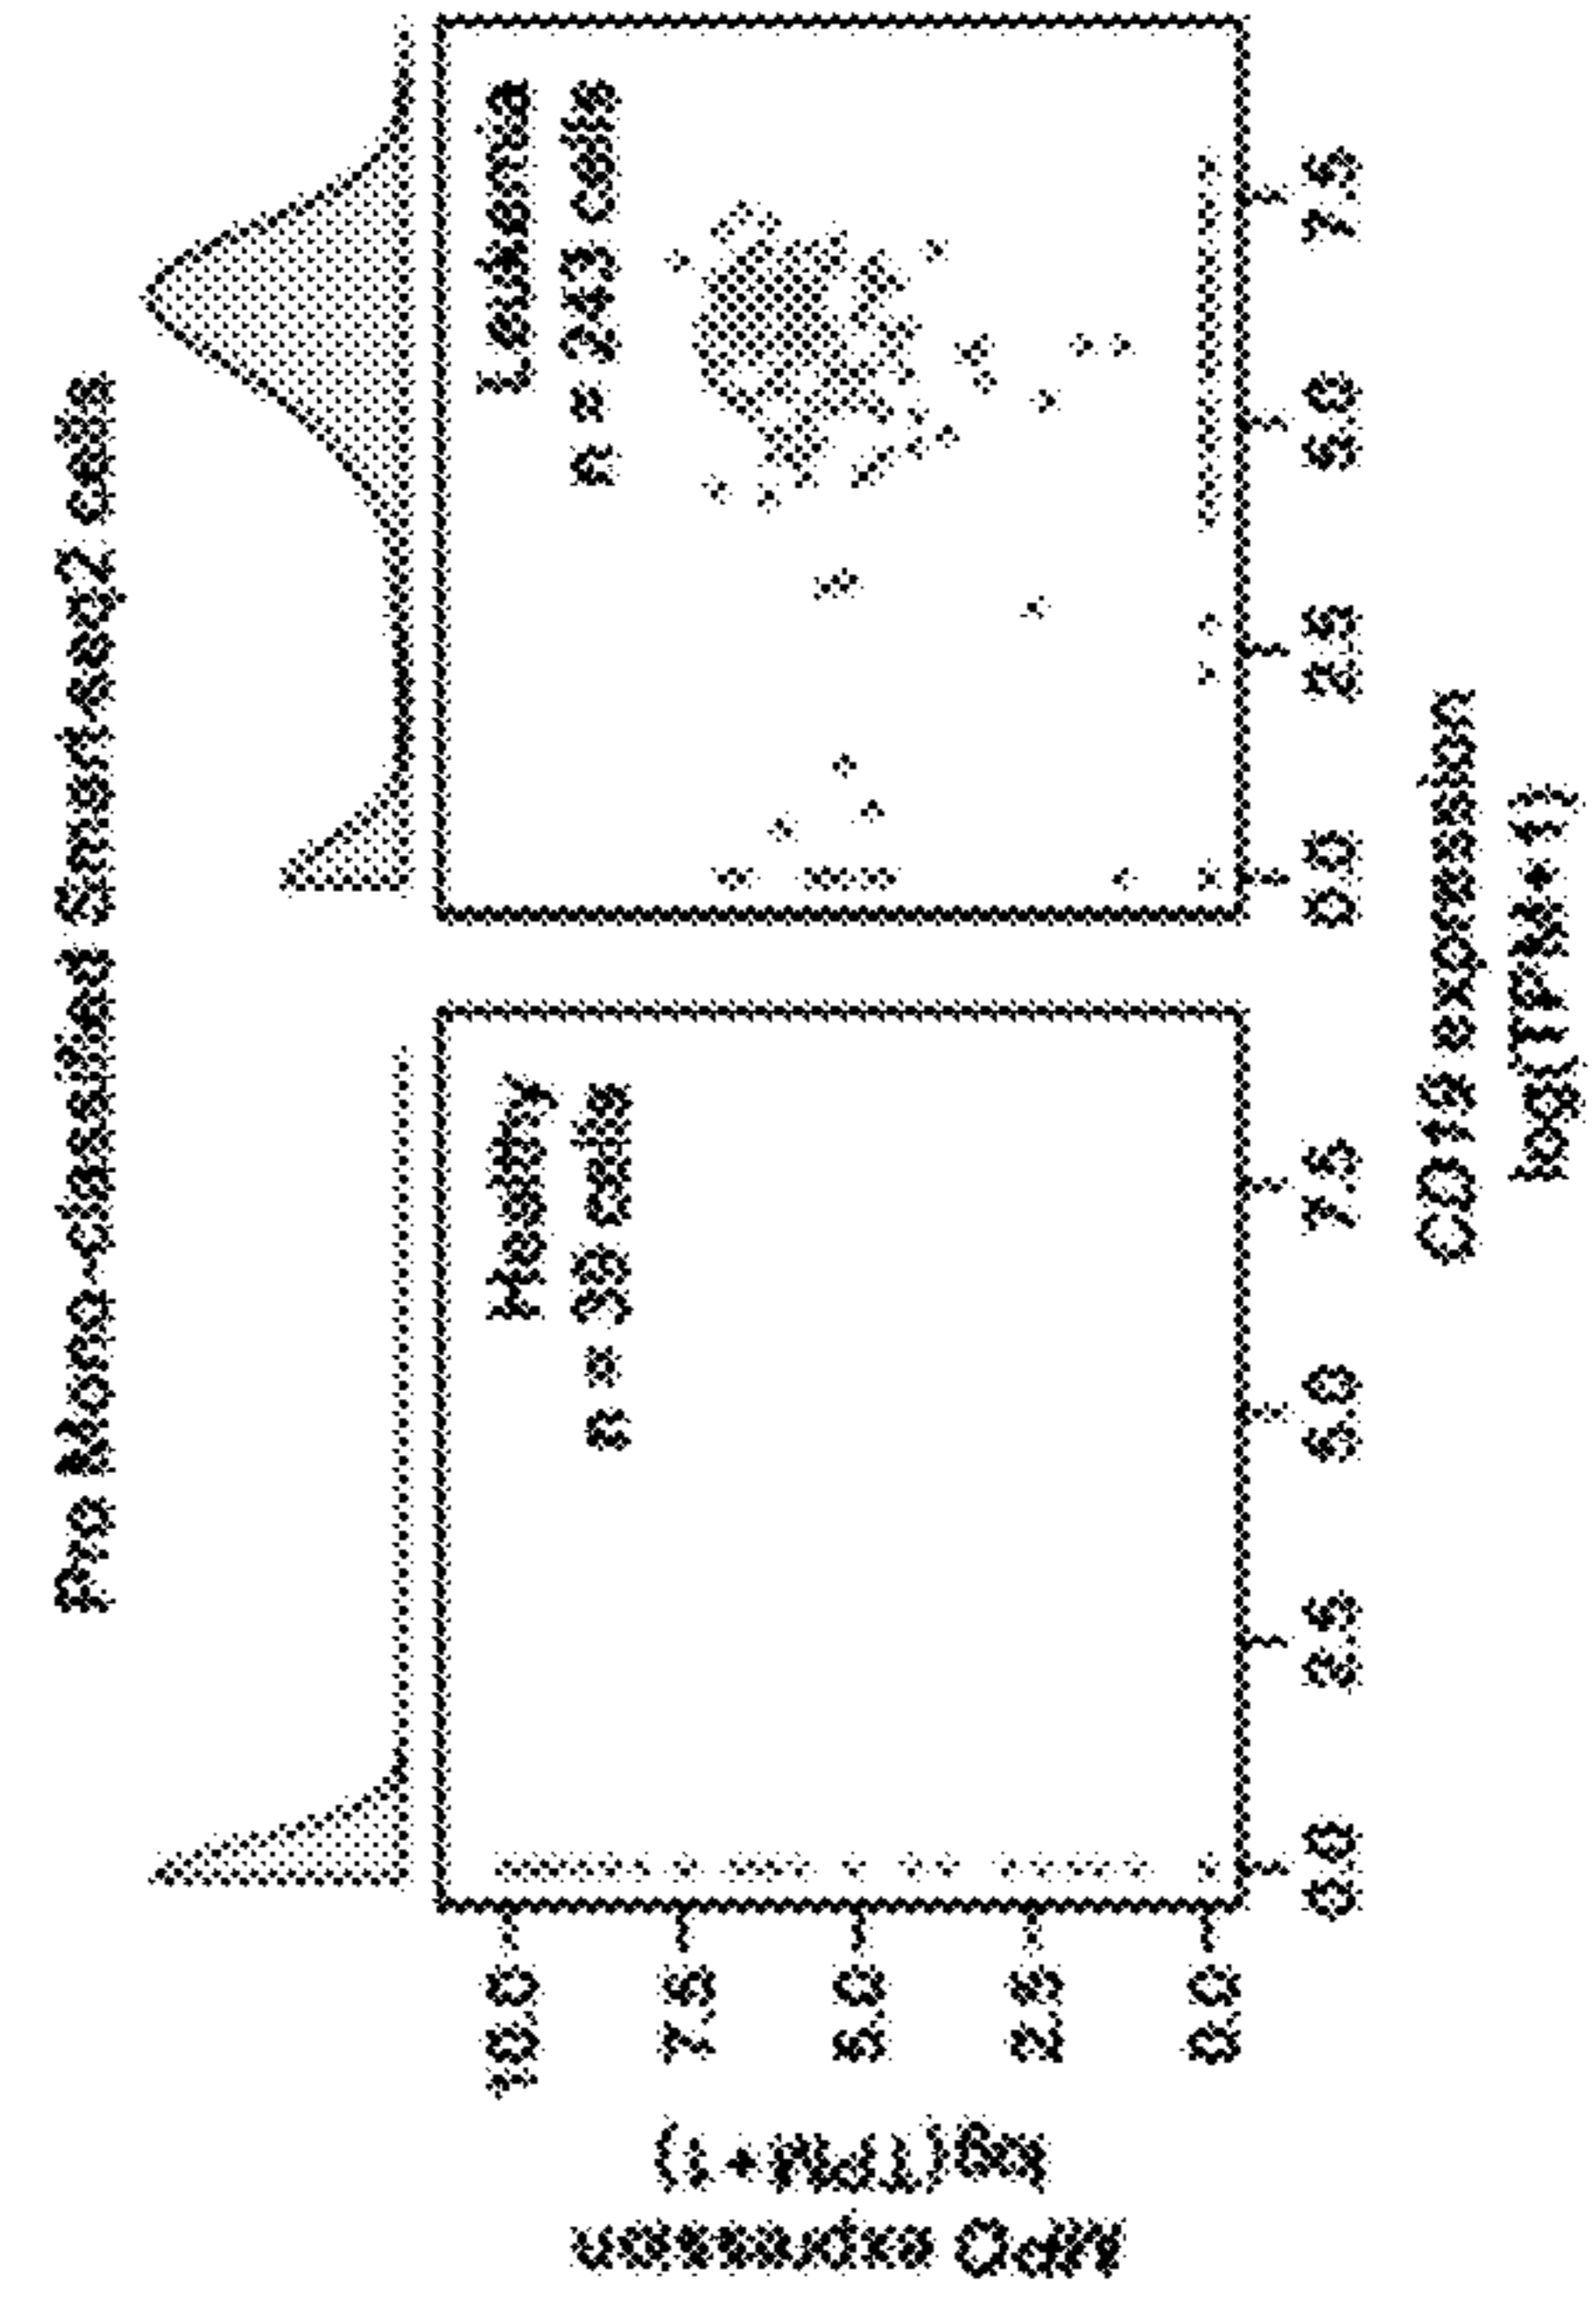 Pro Mono-classified Smart-seq2 cells
Healthy
n = 39 cells
Leukemia
n = 243 cells
10.0
7.5
5.0
2.5
0.0
MPO expression
log(TPM+1)
0.0
2.5
5.0
7.5
0.0
2.5
5.0
7.5
CD19 expression
log(TPM+1)